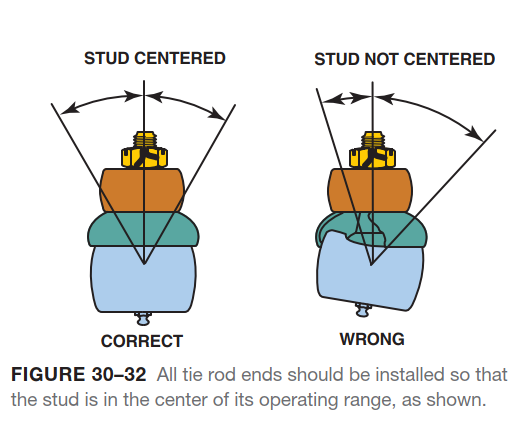 STUD CENTERED
STUD NOT CENTERED
CORRECT
WRONG
FIGURE 30–32 All tie rod ends should be installed so that
the stud is in the center of its operating range, as shown.